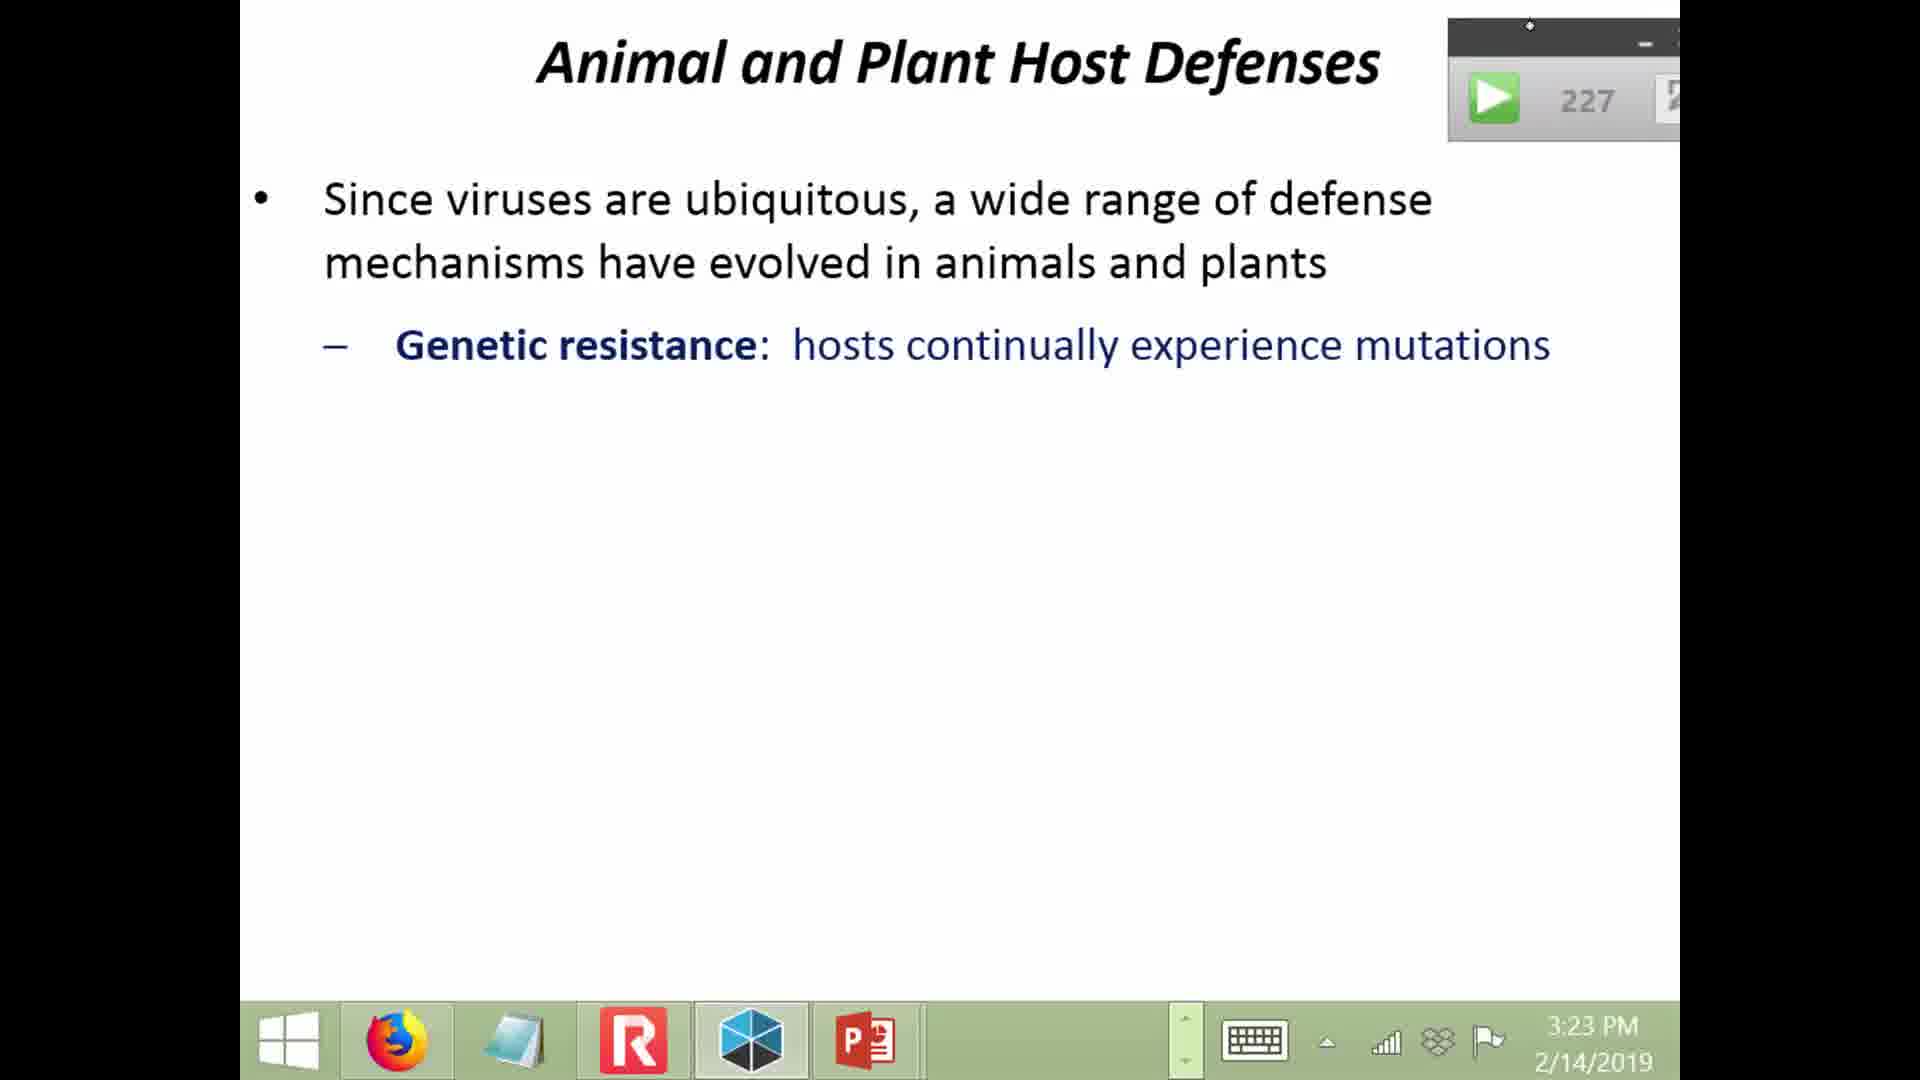 Animal and Plant Host Defenses
227
• Since viruses are ubiquitous, a wide range of defense
mechanisms have evolved in animals and plants
– Genetic resistance: hosts continually experience mutations
3:23 PM
2/14/2019